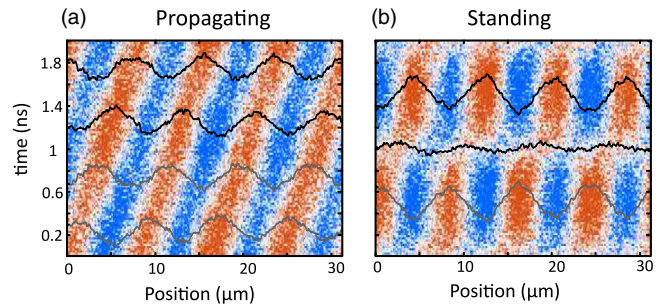 (a) Propagating
(b) Standing
time (ns)
1.8
1.4
1
0.6
0.2
0 10 20 30
0 10 20 30
Position (μm)
Position (μm)